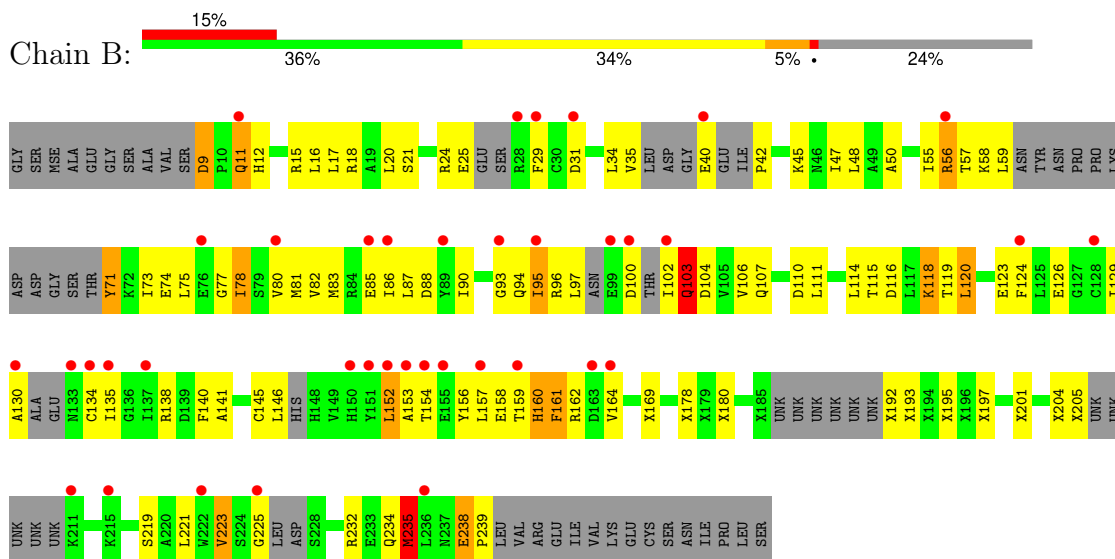 15%
Chain B:
36% 34% 5% • 24%
GLY SER MSE ALA GLU GLY SER ALA VAL SER D9 P10 Q11 H12 R15 L16 L17 R18 A19 L20 S21 R24 E25 GLU SER R28 F29 C30 D31 L34 V35 LEU ASP GLY E40 GLU ILE P42 K45 N46 I47 L48 A49 A50 I55 R56 T57 K58 L59 ASN TYR ASN PRO PRO LYS
ASP ASP GLY SER THR Y71 K72 I73 E74 L75 E76 G77 I78 S79 V80 M81 V82 M83 R84 E85 I86 L87 D88 Y89 I90 G93 Q94 I95 R96 L97 ASN E99 D100 THR I102 Q103 D104 V105 V106 Q107 D110 L111 L114 T115 D116 L117 K118 T119 L120 E123 F124 L125 E126 G127 C128 L129
A130 ALA GLU N133 C134 I135 G136 I137 R138 D139 F140 A141 C145 L146 HIS H148 V149 H150 Y151 L152 A153 T154 E155 Y156 L157 E158 T159 H160 F161 R162 D163 V164 X169 X178 X179 X180 X185 UNK UNK UNK UNK UNK UNK X192 X193 X194 X195 X196 X197 X201 X204 X205 UNK UNK
UNK UNK UNK K211 K215 S219 A220 L221 W222 V223 S224 G225 LEU ASP S228 R232 E233 Q234 M235 L236 N237 E238 P239 LEU VAL ARG GLU ILE VAL LYS GLU CYS SER ASN ILE PRO LEU SER